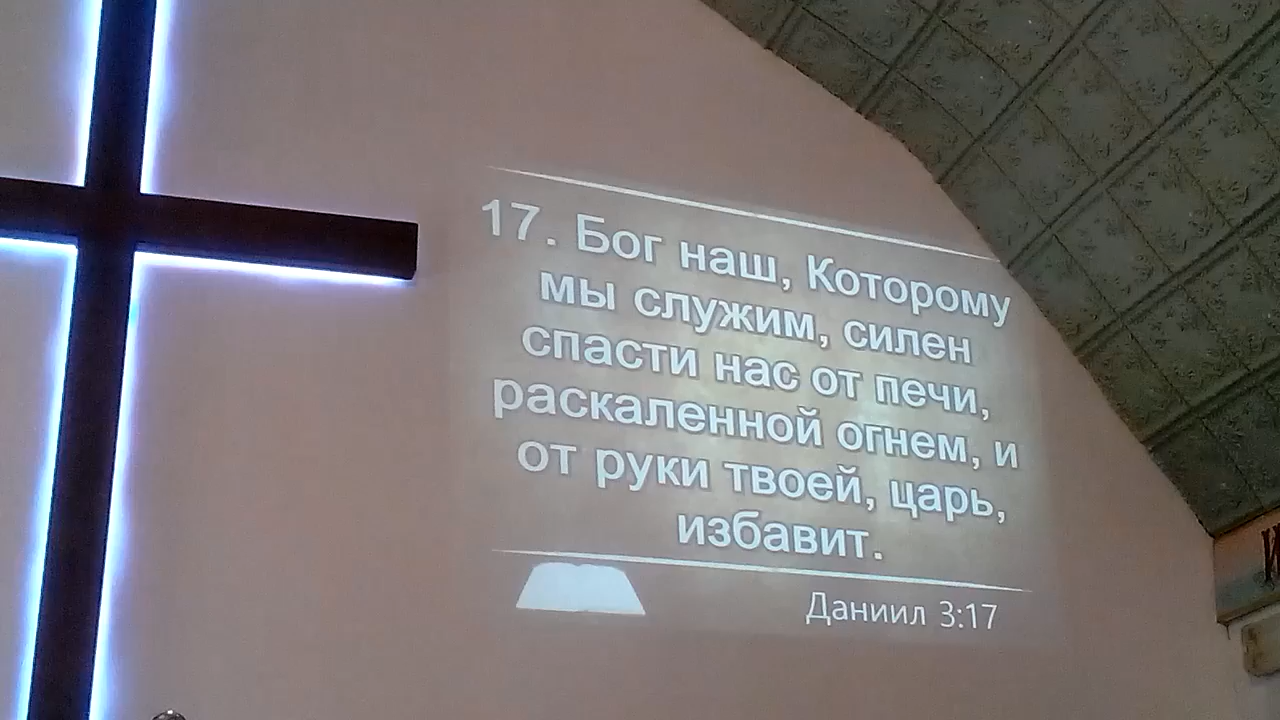 17. Бог наш, Которому
мы служим, силен
спасти нас от печи,
раскаленной огнем, и
от руки твоей, царь,
избавит.
Даниил 3:17